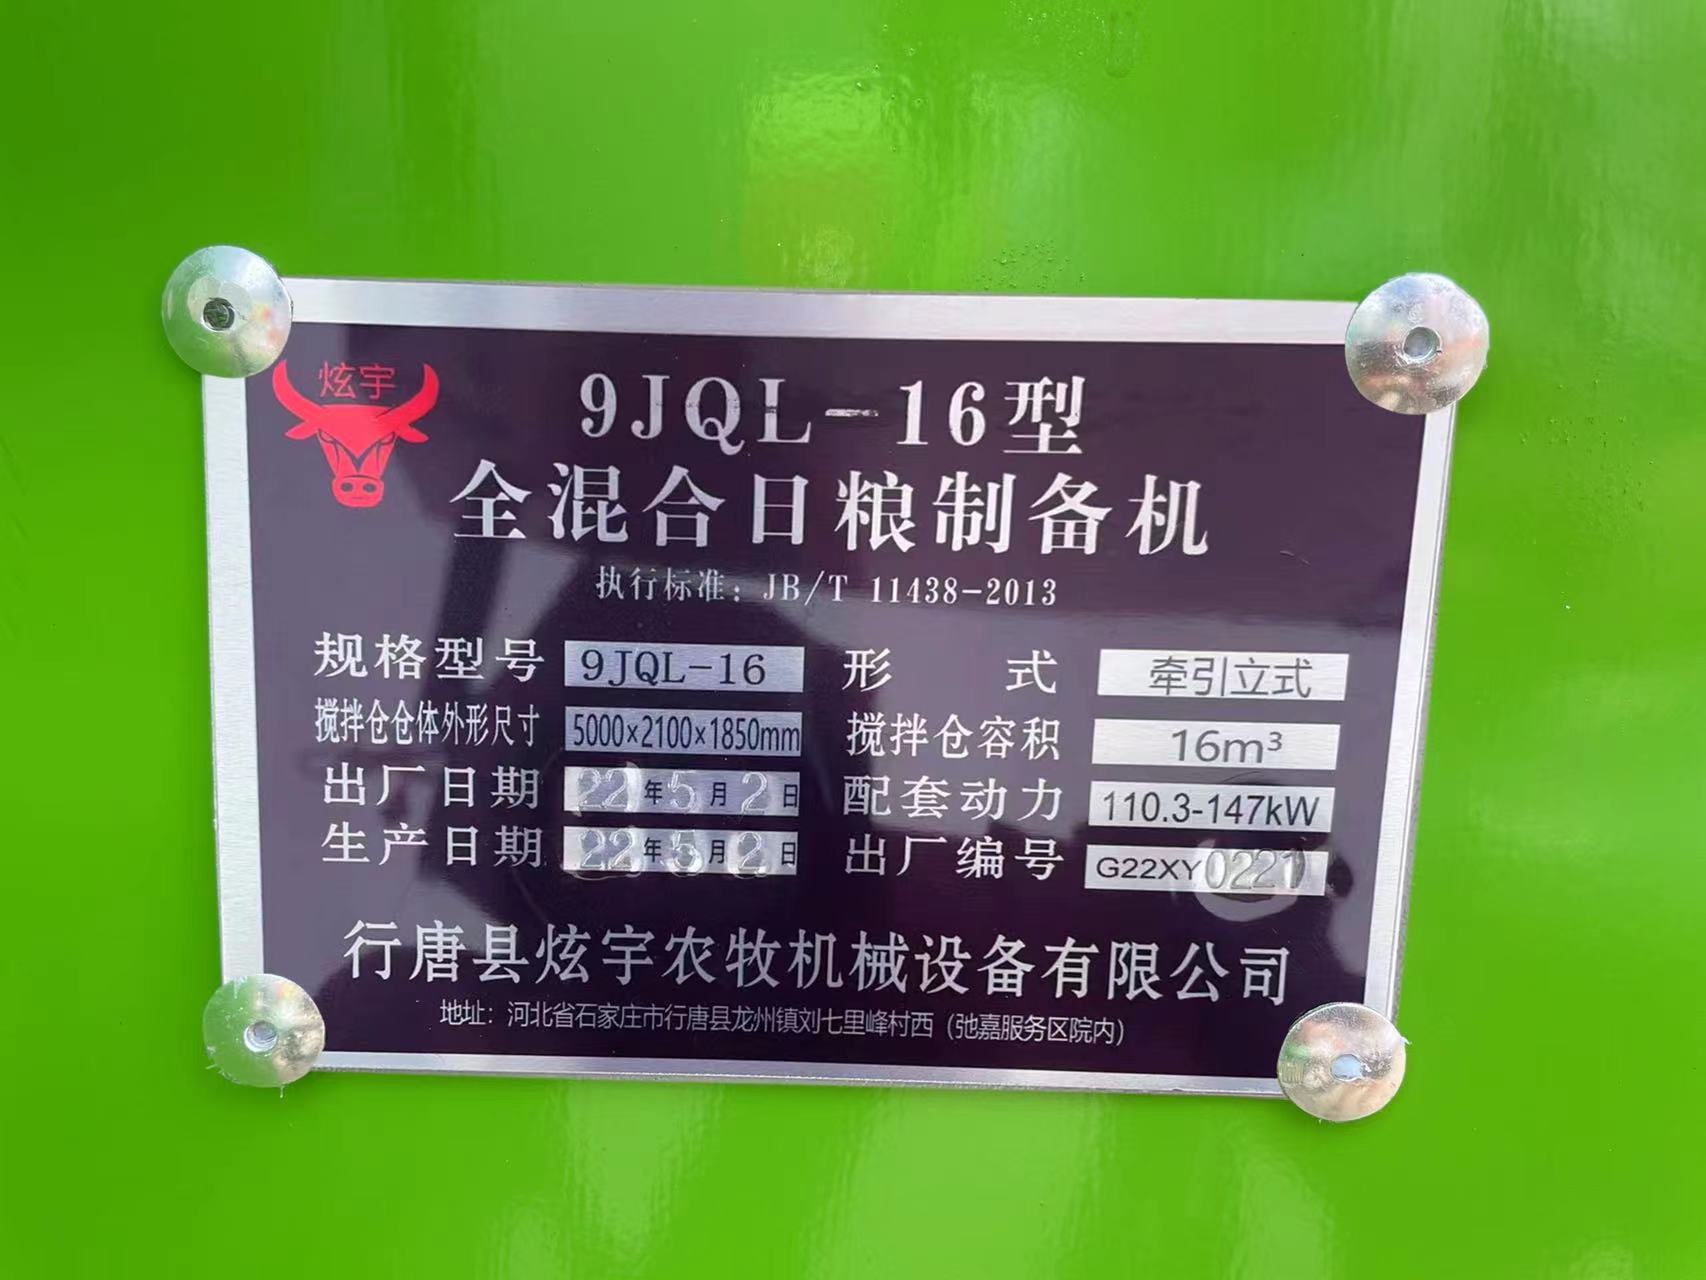 炫宇
9JQL-16型
全混合日粮制备机
执行标准：JB/T 11438-2013
规格型号 9JQL-16 形式 牵引立式
搅拌仓仓体外形尺寸 5000×2100×1850mm 搅拌仓容积 16m³
出厂日期 22年5月2日 配套动力 110.3-147kW
生产日期 22年5月2日 出厂编号 G22XY0221
行唐县炫宇农牧机械设备有限公司
地址：河北省石家庄市行唐县龙州镇刘七里峰村西（弛嘉服务区院内）